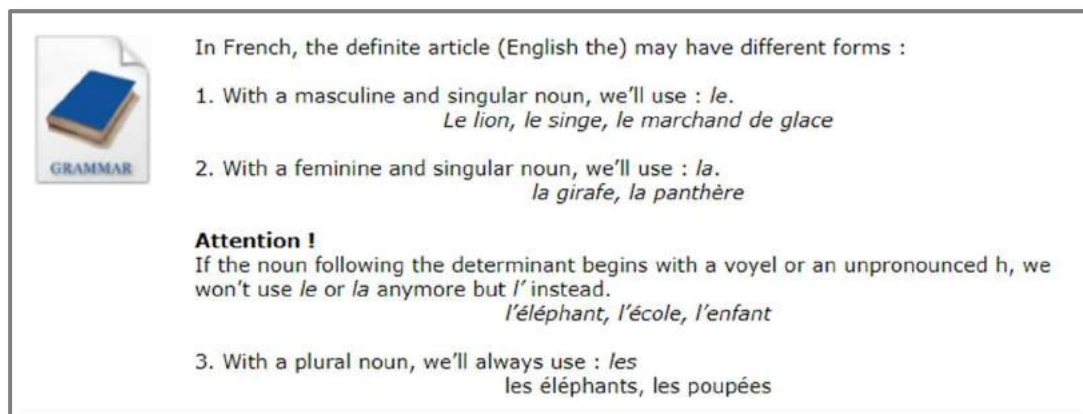 In French, the definite article (English the) may have different forms :
1. With a masculine and singular noun, we'll use : le.
Le lion, le singe, le marchand de glace
GRAMMAR
2. With a feminine and singular noun, we'll use : la.
la girafe, la panthère
Attention !
If the noun following the determinant begins with a voyel or an unpronounced h, we
won't use le or la anymore but l' instead.
l'éléphant, l'école, l'enfant
3. With a plural noun, we'll always use : les
les éléphants, les poupées